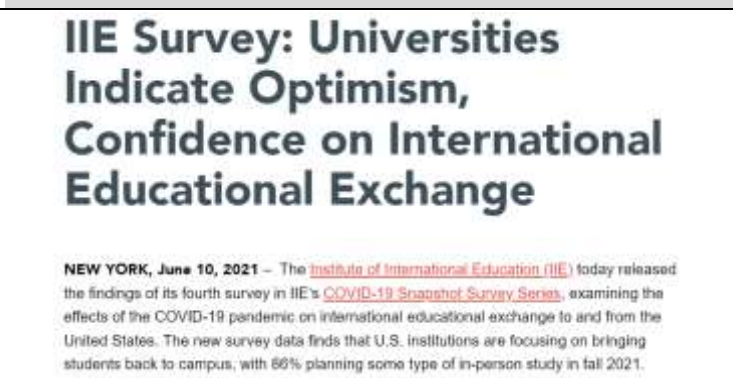 IIE Survey: Universities
Indicate Optimism,
Confidence on International
Educational Exchange
NEW YORK, June 10, 2021 – The Institute of International Education (IIE) today released
the findings of its fourth survey in IIE's COVID-19 Snapshot Survey Series, examining the
effects of the COVID-19 pandemic on international educational exchange to and from the
United States. The new survey data finds that U.S. institutions are focusing on bringing
students back to campus, with 86% planning some type of in-person study in fall 2021.